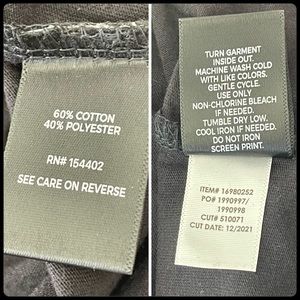 60% COTTON
40% POLYESTER
RN# 154402
SEE CARE ON REVERSE
TURN GARMENT
INSIDE OUT.
MACHINE WASH COLD
WITH LIKE COLORS.
GENTLE CYCLE.
USE ONLY
NON-CHLORINE BLEACH
IF NEEDED.
TUMBLE DRY LOW.
COOL IRON IF NEEDED.
DO NOT IRON
SCREEN PRINT.
ITEM# 16980252
PO# 1990997/
1990998
CUT# 510071
CUT DATE: 12/2021